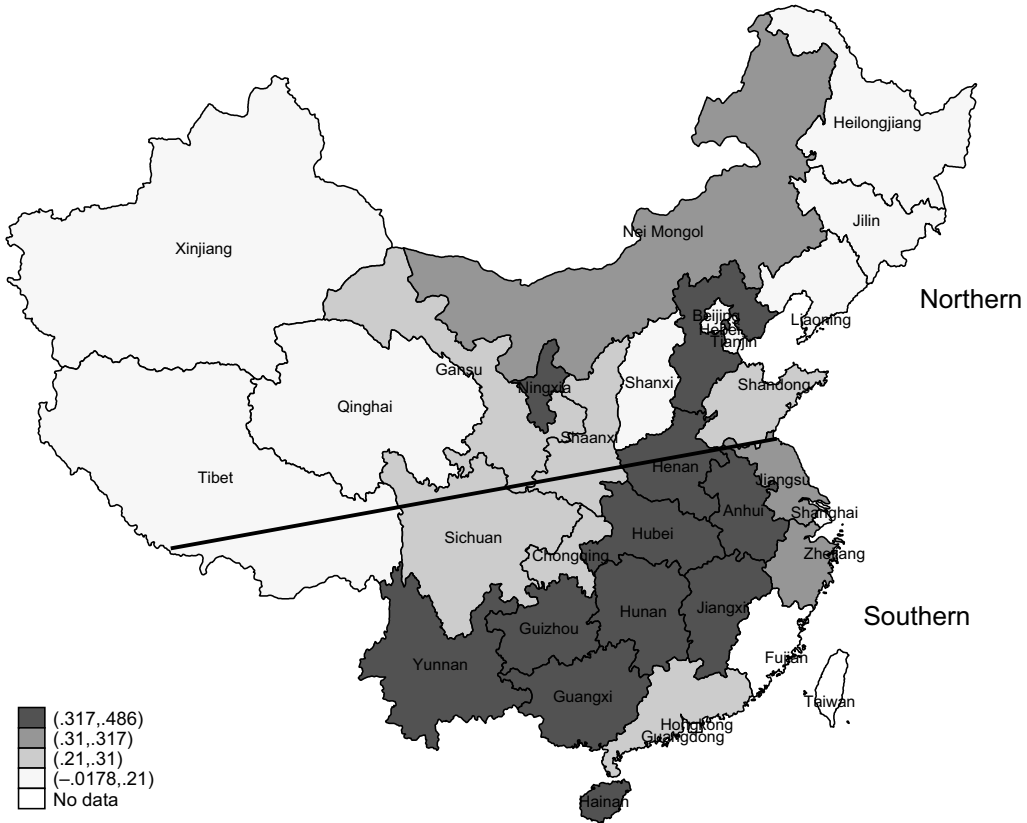 Heilongjiang
Jilin
Xinjiang
Nei Mongol
Northern
Beijing
Liaoning
Hebei
Tianjin
Gansu
Ningxia
Shanxi
Shandong
Qinghai
Shaanxi
Henan
Tibet
Jiangsu
Anhui
Shanghai
Sichuan
Hubei
Chongqing
Zhejiang
Hunan
Jiangxi
Southern
Guizhou
Yunnan
Fujian
Guangxi
Taiwan
Hongkong
Guangdong
Hainan
(.317,.486)
(.31,.317)
(.21,.31)
(–.0178,.21)
No data